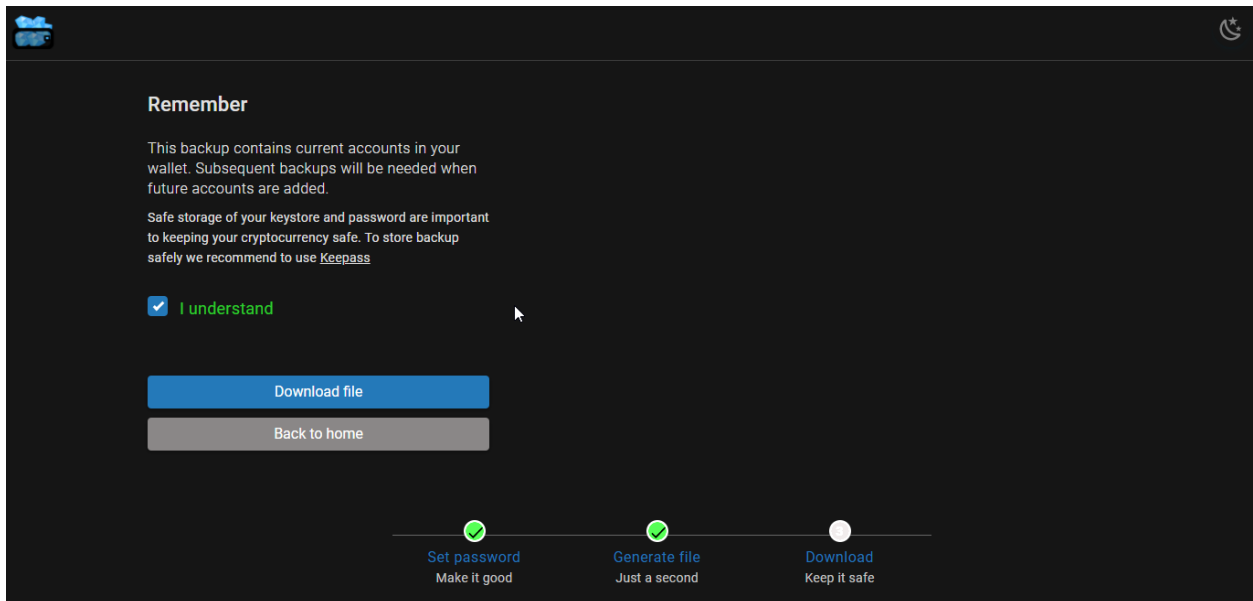 Remember
This backup contains current accounts in your
wallet. Subsequent backups will be needed when
future accounts are added.
Safe storage of your keystore and password are important
to keeping your cryptocurrency safe. To store backup
safely we recommend to use Keepass
I understand
Download file
Back to home
Set password
Make it good
Generate file
Just a second
Download
Keep it safe